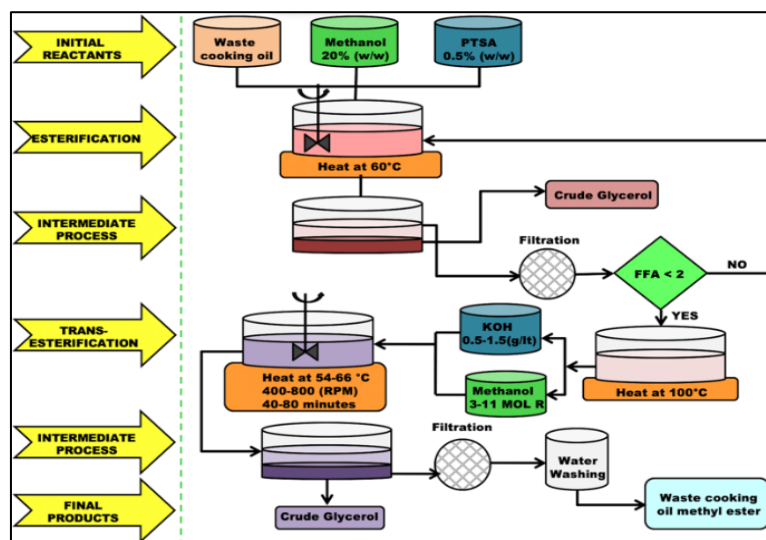 INITIAL
REACTANTS
Waste
cooking oil
Methanol
20% (w/w)
PTSA
0.5% (w/w)
ESTERIFICATION
Heat at 60°C
INTERMEDIATE
PROCESS
Crude Glycerol
Filtration
FFA < 2
NO
YES
TRANS-
ESTERIFICATION
KOH
0.5-1.5(g/lt)
Methanol
3-11 MOL R
Heat at 54-66 °C
400-800 (RPM)
40-80 minutes
Heat at 100°C
INTERMEDIATE
PROCESS
Filtration
Water
Washing
FINAL
PRODUCTS
Crude Glycerol
Waste cooking
oil methyl ester